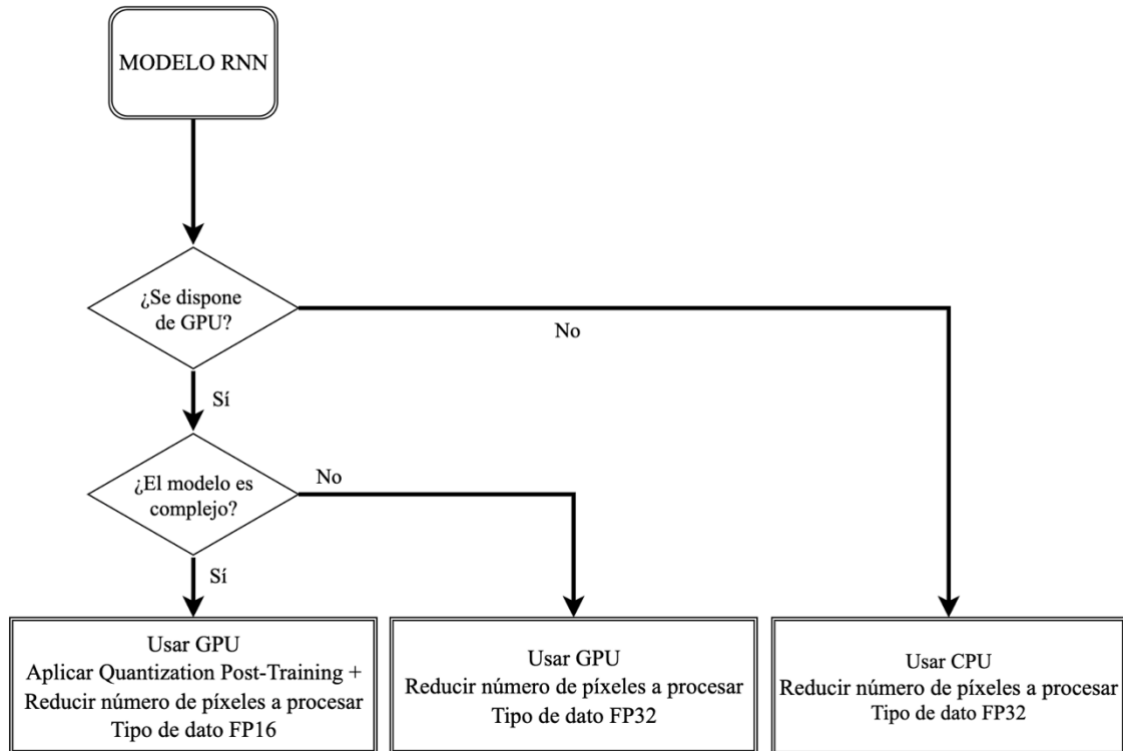 MODELO RNN
¿Se dispone
de GPU?
No
Sí
¿El modelo es
complejo?
No
Sí
Usar GPU
Aplicar Quantization Post-Training +
Reducir número de píxeles a procesar
Tipo de dato FP16
Usar GPU
Reducir número de píxeles a procesar
Tipo de dato FP32
Usar CPU
Reducir número de píxeles a procesar
Tipo de dato FP32